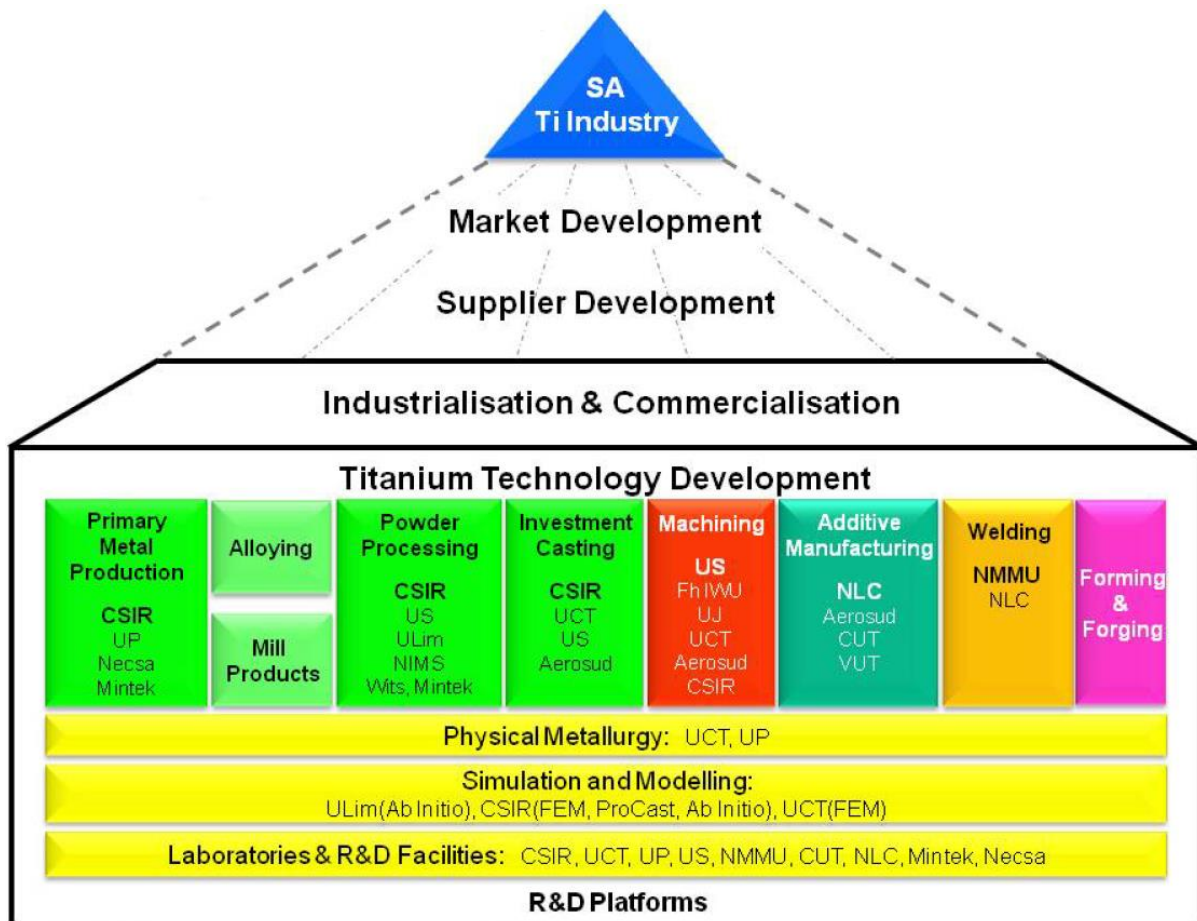 SA
Ti Industry
Market Development
Supplier Development
Industrialisation & Commercialisation
Titanium Technology Development
Primary
Metal
Production
CSIR
UP
Necsa
Mintek
Alloying
Mill
Products
Powder
Processing
CSIR
US
ULim
NIMS
Wits, Mintek
Investment
Casting
CSIR
UCT
US
Aerosud
Machining
US
Fh IWU
UJ
UCT
Aerosud
CSIR
Additive
Manufacturing
NLC
Aerosud
CUT
VUT
Welding
NMMU
NLC
Forming
&
Forging
Physical Metallurgy: UCT, UP
Simulation and Modelling:
ULim(Ab Initio), CSIR(FEM, ProCast, Ab Initio), UCT(FEM)
Laboratories & R&D Facilities: CSIR, UCT, UP, US, NMMU, CUT, NLC, Mintek, Necsa
R&D Platforms